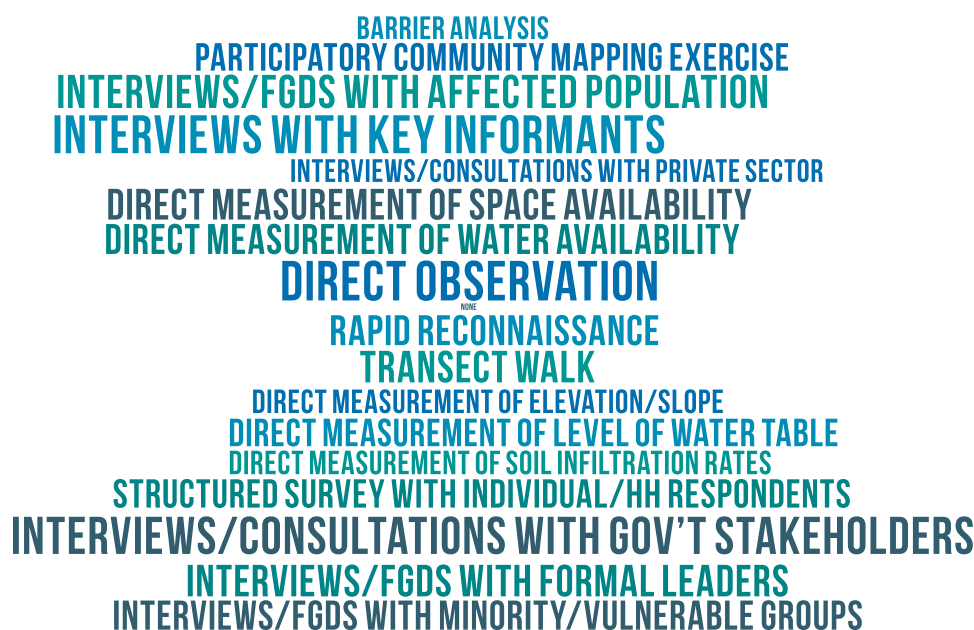 BARRIER ANALYSIS
PARTICIPATORY COMMUNITY MAPPING EXERCISE
INTERVIEWS/FGDS WITH AFFECTED POPULATION
INTERVIEWS WITH KEY INFORMANTS
INTERVIEWS/CONSULTATIONS WITH PRIVATE SECTOR
DIRECT MEASUREMENT OF SPACE AVAILABILITY
DIRECT MEASUREMENT OF WATER AVAILABILITY
DIRECT OBSERVATION
NONE
RAPID RECONNAISSANCE
TRANSECT WALK
DIRECT MEASUREMENT OF ELEVATION/SLOPE
DIRECT MEASUREMENT OF LEVEL OF WATER TABLE
DIRECT MEASUREMENT OF SOIL INFILTRATION RATES
STRUCTURED SURVEY WITH INDIVIDUAL/HH RESPONDENTS
INTERVIEWS/CONSULTATIONS WITH GOV'T STAKEHOLDERS
INTERVIEWS/FGDS WITH FORMAL LEADERS
INTERVIEWS/FGDS WITH MINORITY/VULNERABLE GROUPS